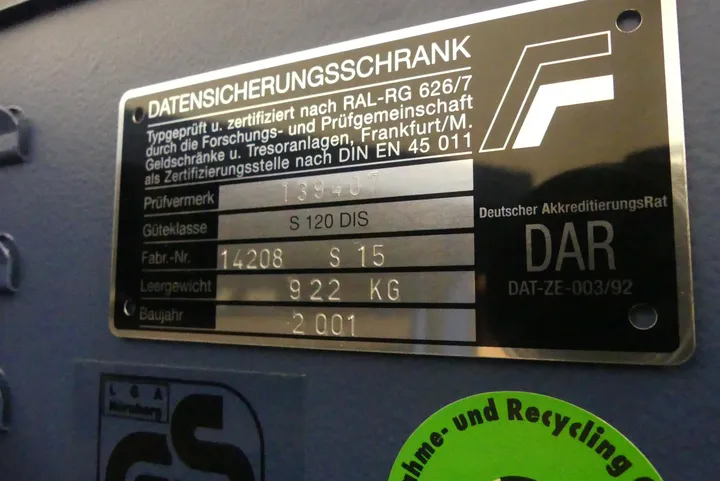 DATENSICHERUNGSSCHRANK
Typgeprüft u. zertifiziert nach RAL-RG 626/7
durch die Forschungs- und Prüfgemeinschaft
Geldschränke u. Tresoranlagen, Frankfurt/M.
als Zertifizierungsstelle nach DIN EN 45 011
Prüfvermerk 139407
Güteklasse S 120 DIS
Fabr.-Nr. 14208 S 15
Leergewicht 922 KG
Baujahr 2001
Deutscher AkkreditierungsRat
DAR
DAT-ZE-003/92
LGA
Nürnberg
GS
ahme- und Recycling